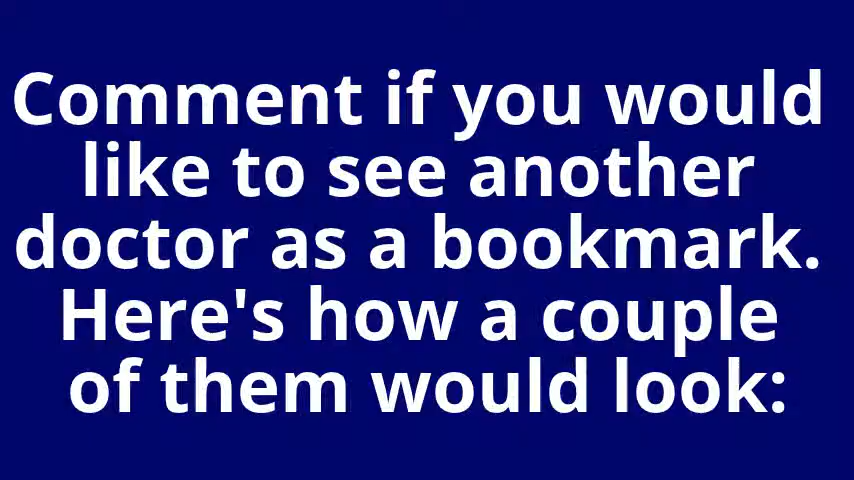 Comment if you would
like to see another
doctor as a bookmark.
Here's how a couple
of them would look: